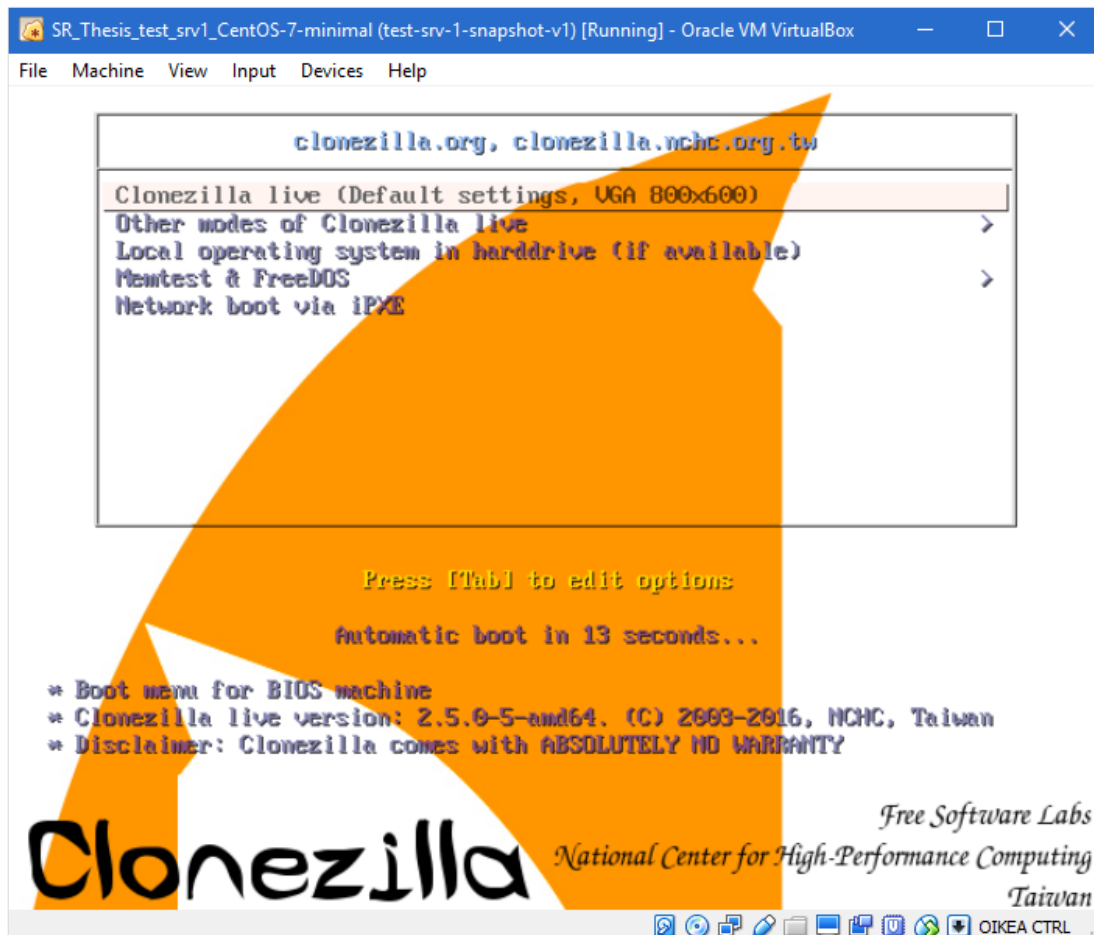 SR_Thesis_test_srv1_CentOS-7-minimal (test-srv-1-snapshot-v1) [Running] - Oracle VM VirtualBox
File Machine View Input Devices Help
clonezilla.org, clonezilla.nchc.org.tw
Clonezilla live (Default settings, VGA 800x600)
Other modes of Clonezilla live >
Local operating system in harddrive (if available)
Memtest & FreeDOS >
Network boot via iPXE
Press [Tab] to edit options
Automatic boot in 13 seconds...
* Boot menu for BIOS machine
* Clonezilla live version: 2.5.0-5-amd64. (C) 2003-2016, NCHC, Taiwan
* Disclaimer: Clonezilla comes with ABSOLUTELY NO WARRANTY
Clonezilla
Free Software Labs
National Center for High-Performance Computing
Taiwan
OIKEA CTRL